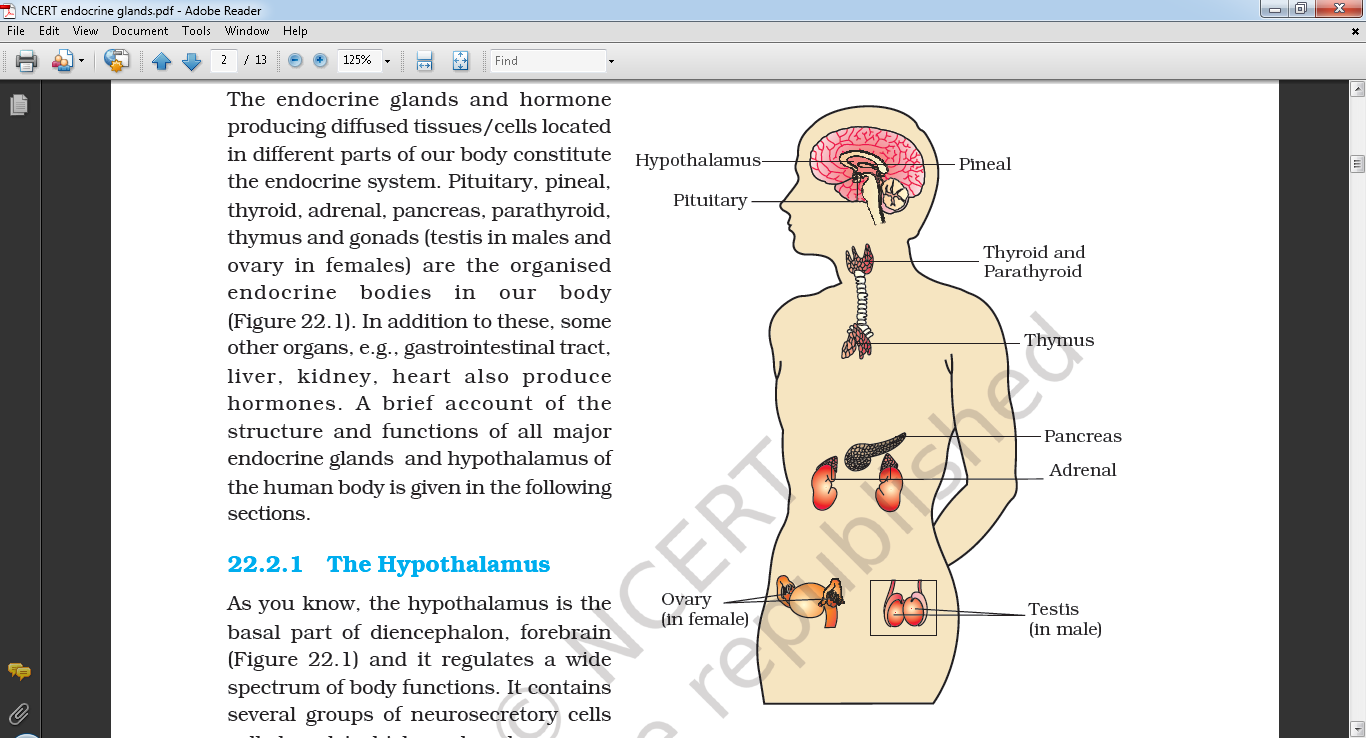 NCERT endocrine glands.pdf - Adobe Reader
File Edit View Document Tools Window Help
2 / 13 125% Find
The endocrine glands and hormone
producing diffused tissues/cells located
in different parts of our body constitute
the endocrine system. Pituitary, pineal,
thyroid, adrenal, pancreas, parathyroid,
thymus and gonads (testis in males and
ovary in females) are the organised
endocrine bodies in our body
(Figure 22.1). In addition to these, some
other organs, e.g., gastrointestinal tract,
liver, kidney, heart also produce
hormones. A brief account of the
structure and functions of all major
endocrine glands and hypothalamus of
the human body is given in the following
sections.
22.2.1 The Hypothalamus
As you know, the hypothalamus is the
basal part of diencephalon, forebrain
(Figure 22.1) and it regulates a wide
spectrum of body functions. It contains
several groups of neurosecretory cells
Hypothalamus
Pineal
Pituitary
Thyroid and
Parathyroid
Thymus
Pancreas
Adrenal
Ovary
(in female)
Testis
(in male)
© NCERT
republished